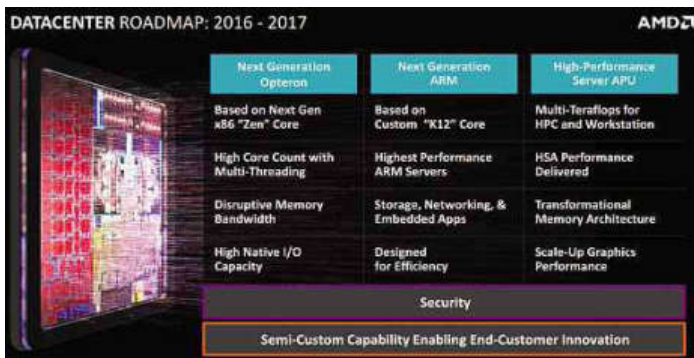 DATACENTER ROADMAP: 2016 - 2017
AMD
Next Generation
Opteron
Based on Next Gen
x86 "Zen" Core
High Core Count with
Multi-Threading
Disruptive Memory
Bandwidth
High Native I/O
Capacity
Next Generation
ARM
Based on
Custom "K12" Core
Highest Performance
ARM Servers
Storage, Networking, &
Embedded Apps
Designed
for Efficiency
High-Performance
Server APU
Multi-Teraflops for
HPC and Workstation
HSA Performance
Delivered
Transformational
Memory Architecture
Scale-Up Graphics
Performance
Security
Semi-Custom Capability Enabling End-Customer Innovation